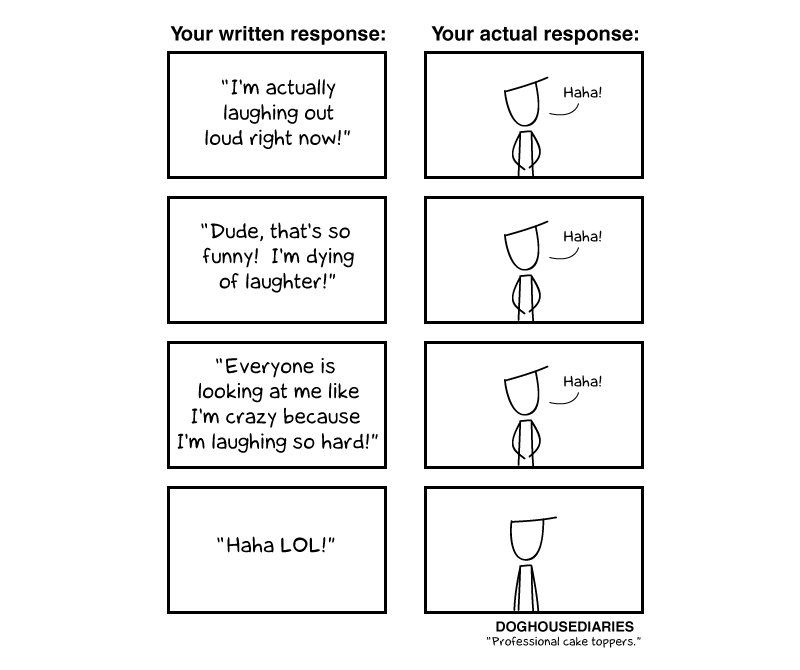 Your written response:
Your actual response:
"I'm actually
laughing out
loud right now!"
Haha!
"Dude, that's so
funny! I'm dying
of laughter!"
Haha!
"Everyone is
looking at me like
I'm crazy because
I'm laughing so hard!"
Haha!
"Haha LOL!"
DOGHOUSEDIARIES
"Professional cake toppers."